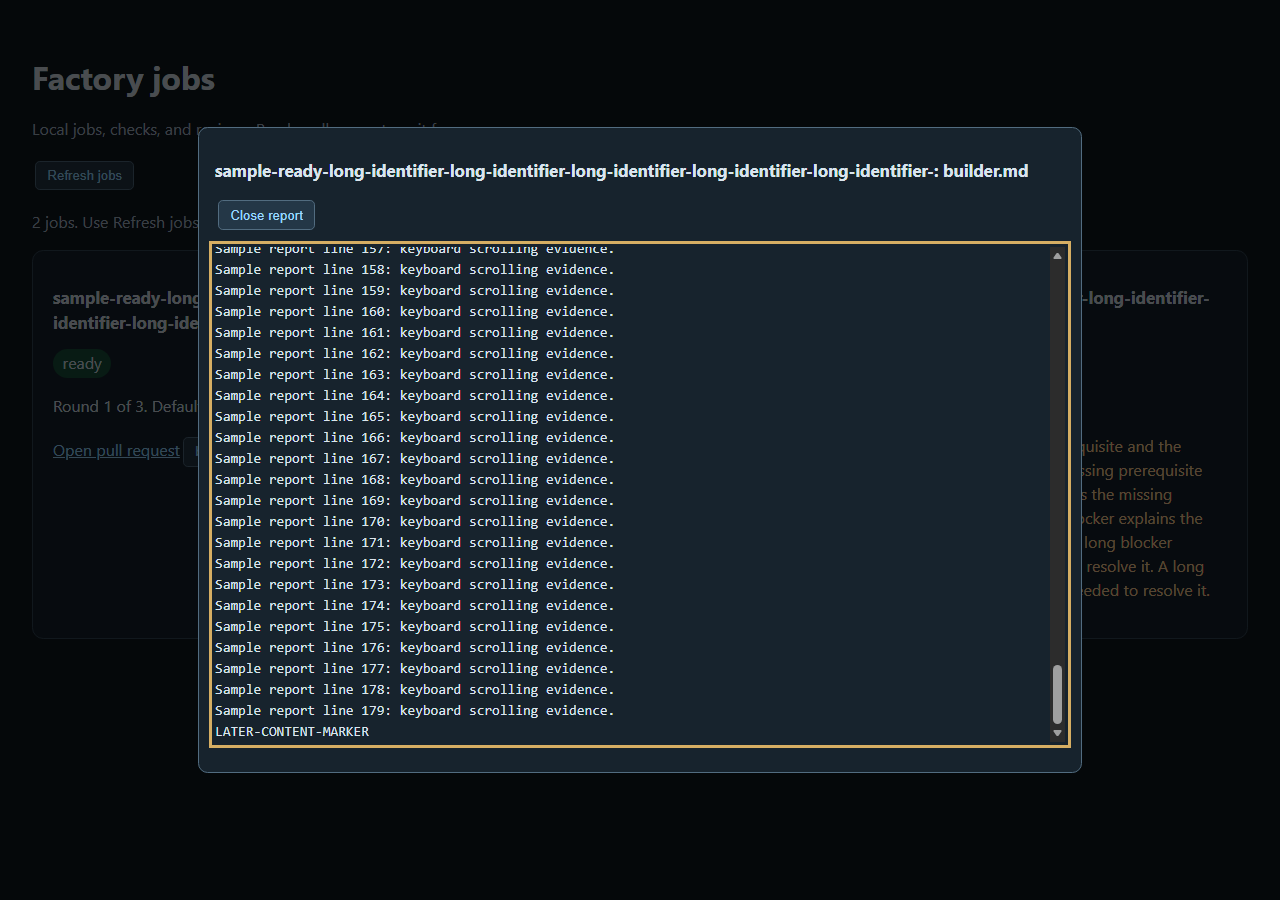 Factory jobs
Local jobs, checks, and
Refresh jobs
2 jobs. Use Refresh jobs
sample-ready-long-identifier-long-identifier-long-identifier-long-identifier-long-identifier-: builder.md
Close report
Sample report line 157: keyboard scrolling evidence.
Sample report line 158: keyboard scrolling evidence.
Sample report line 159: keyboard scrolling evidence.
Sample report line 160: keyboard scrolling evidence.
Sample report line 161: keyboard scrolling evidence.
Sample report line 162: keyboard scrolling evidence.
Sample report line 163: keyboard scrolling evidence.
Sample report line 164: keyboard scrolling evidence.
Sample report line 165: keyboard scrolling evidence.
Sample report line 166: keyboard scrolling evidence.
Sample report line 167: keyboard scrolling evidence.
Sample report line 168: keyboard scrolling evidence.
Sample report line 169: keyboard scrolling evidence.
Sample report line 170: keyboard scrolling evidence.
Sample report line 171: keyboard scrolling evidence.
Sample report line 172: keyboard scrolling evidence.
Sample report line 173: keyboard scrolling evidence.
Sample report line 174: keyboard scrolling evidence.
Sample report line 175: keyboard scrolling evidence.
Sample report line 176: keyboard scrolling evidence.
Sample report line 177: keyboard scrolling evidence.
Sample report line 178: keyboard scrolling evidence.
Sample report line 179: keyboard scrolling evidence.
LATER-CONTENT-MARKER
sample-ready-long
identifier-long-ide
ready
Round 1 of 3. Defaul
Open pull request
-long-identifier-
quisite and the
ssing prerequisite
s the missing
ocker explains the
long blocker
resolve it. A long
eeded to resolve it.